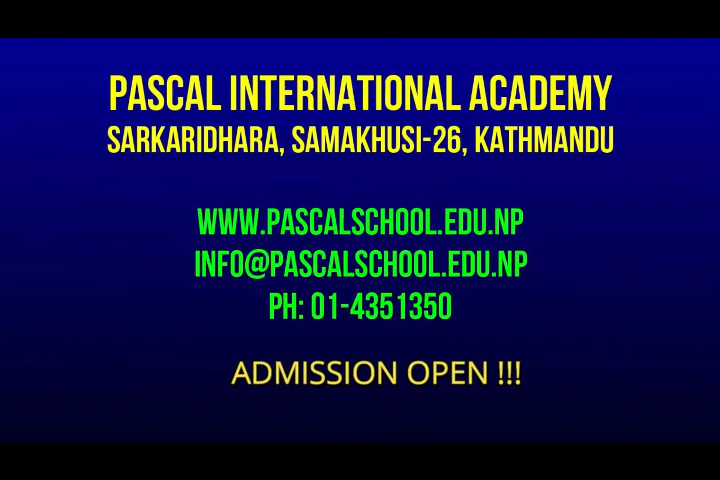 PASCAL INTERNATIONAL ACADEMY
SARKARIDHARA, SAMAKHUSI-26, KATHMANDU
WWW.PASCALSCHOOL.EDU.NP
INFO@PASCALSCHOOL.EDU.NP
PH: 01-4351350
ADMISSION OPEN !!!